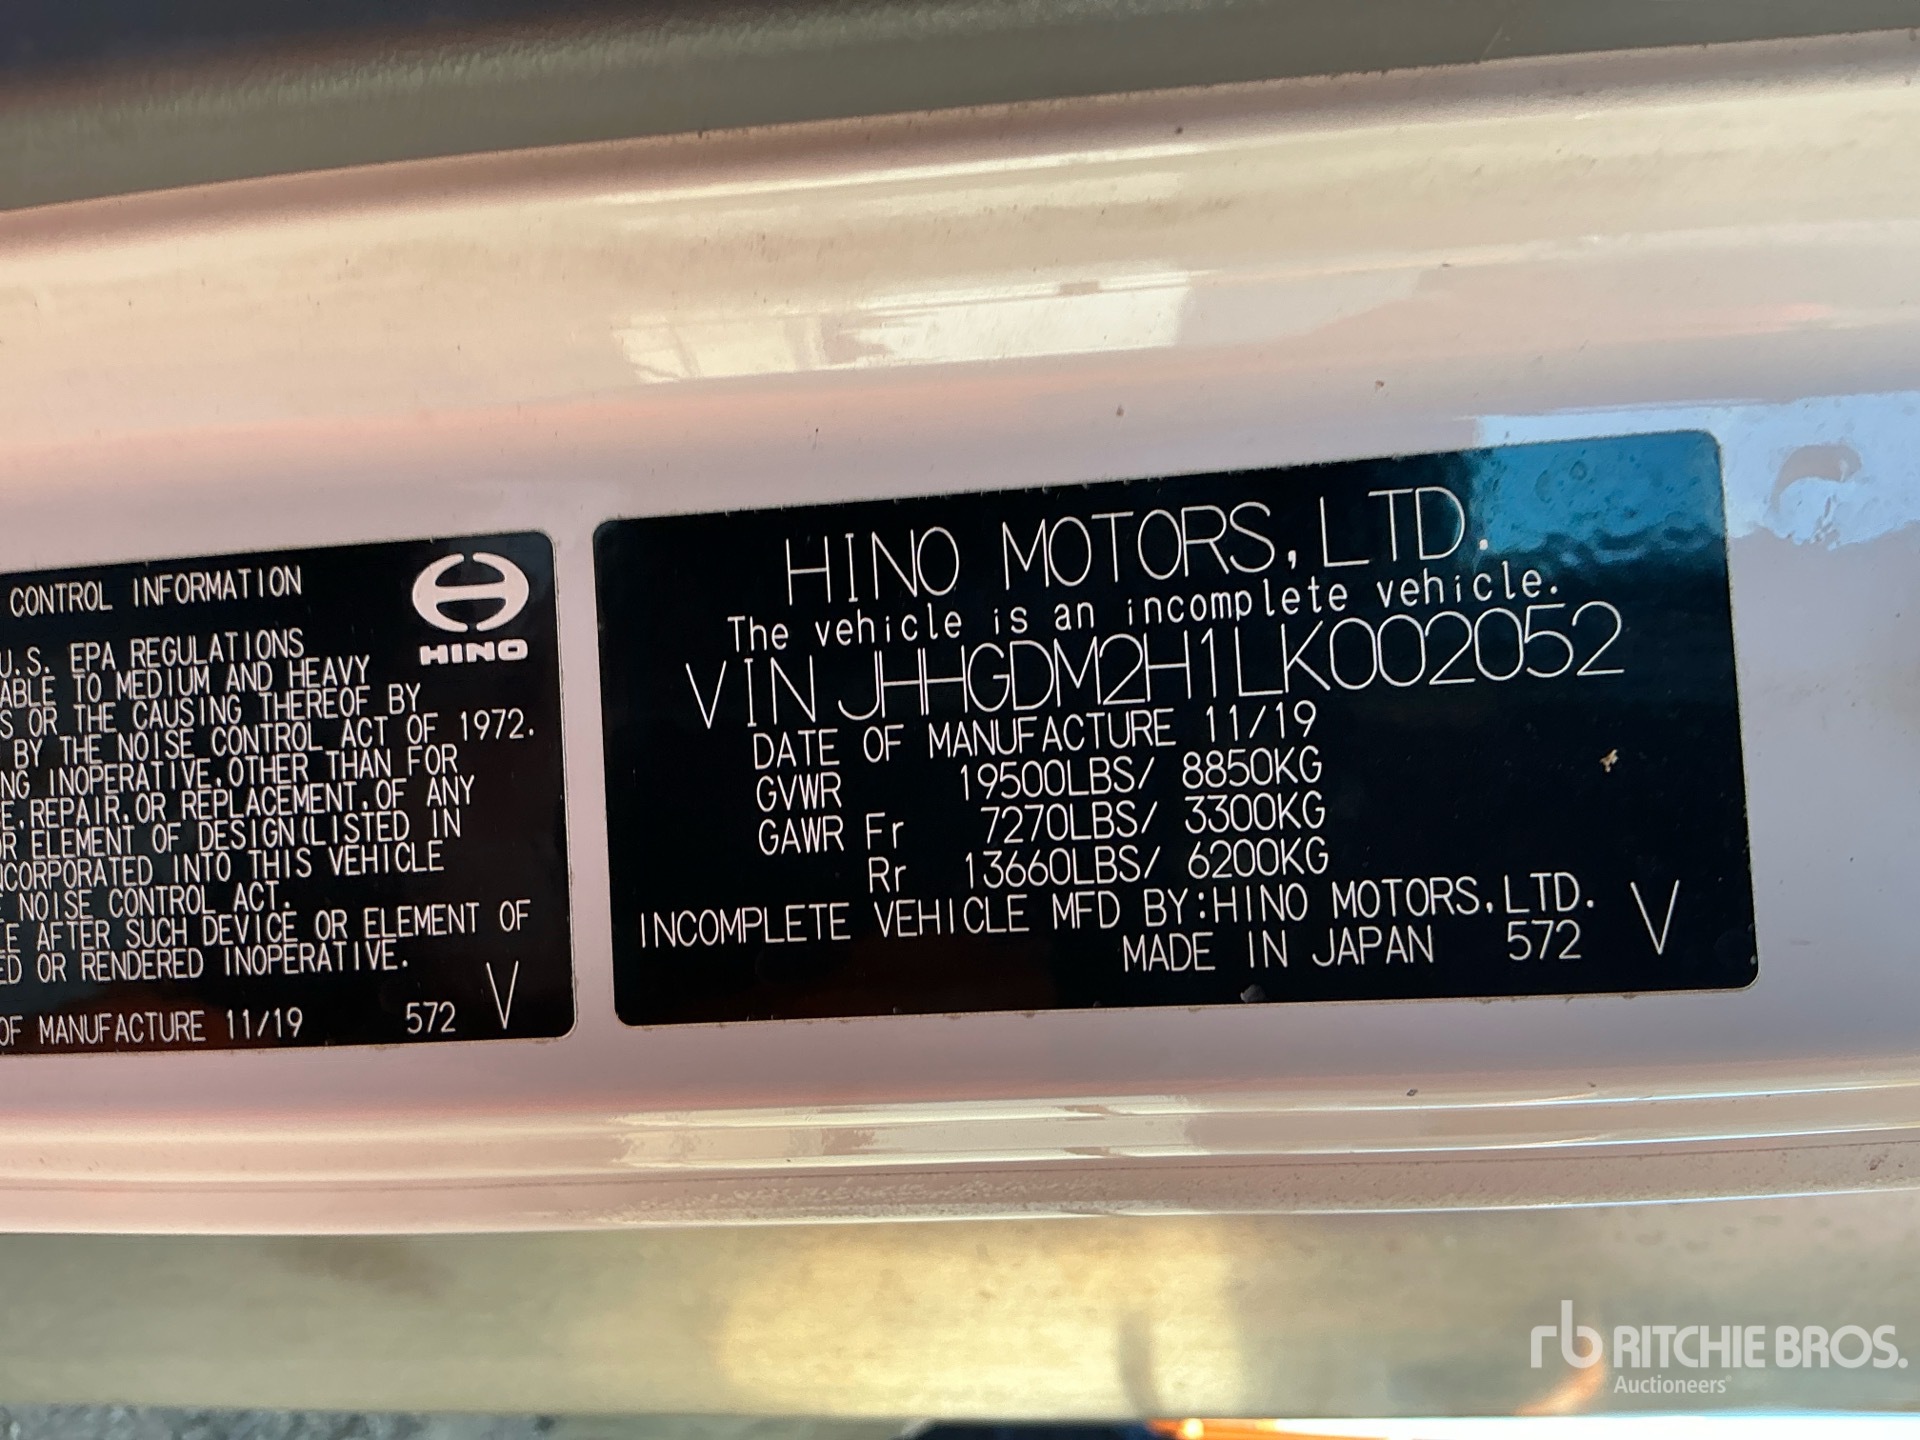 CONTROL INFORMATION
HINO
U.S. EPA REGULATIONS
ABLE TO MEDIUM AND HEAVY
S OR THE CAUSING THEREOF BY
BY THE NOISE CONTROL ACT OF 1972.
NG INOPERATIVE, OTHER THAN FOR
E, REPAIR, OR REPLACEMENT, OF ANY
R ELEMENT OF DESIGN (LISTED IN
NCORPORATED INTO THIS VEHICLE
E NOISE CONTROL ACT.
LE AFTER SUCH DEVICE OR ELEMENT OF
ED OR RENDERED INOPERATIVE.
OF MANUFACTURE 11/19 572 V
HINO MOTORS, LTD.
The vehicle is an incomplete vehicle.
VIN JHHGDM2H1LK002052
DATE OF MANUFACTURE 11/19
GVWR 19500LBS/ 8850KG
GAWR Fr 7270LBS/ 3300KG
Rr 13660LBS/ 6200KG
INCOMPLETE VEHICLE MFD BY:HINO MOTORS, LTD.
MADE IN JAPAN 572 V
rb RITCHIE BROS.
Auctioneers